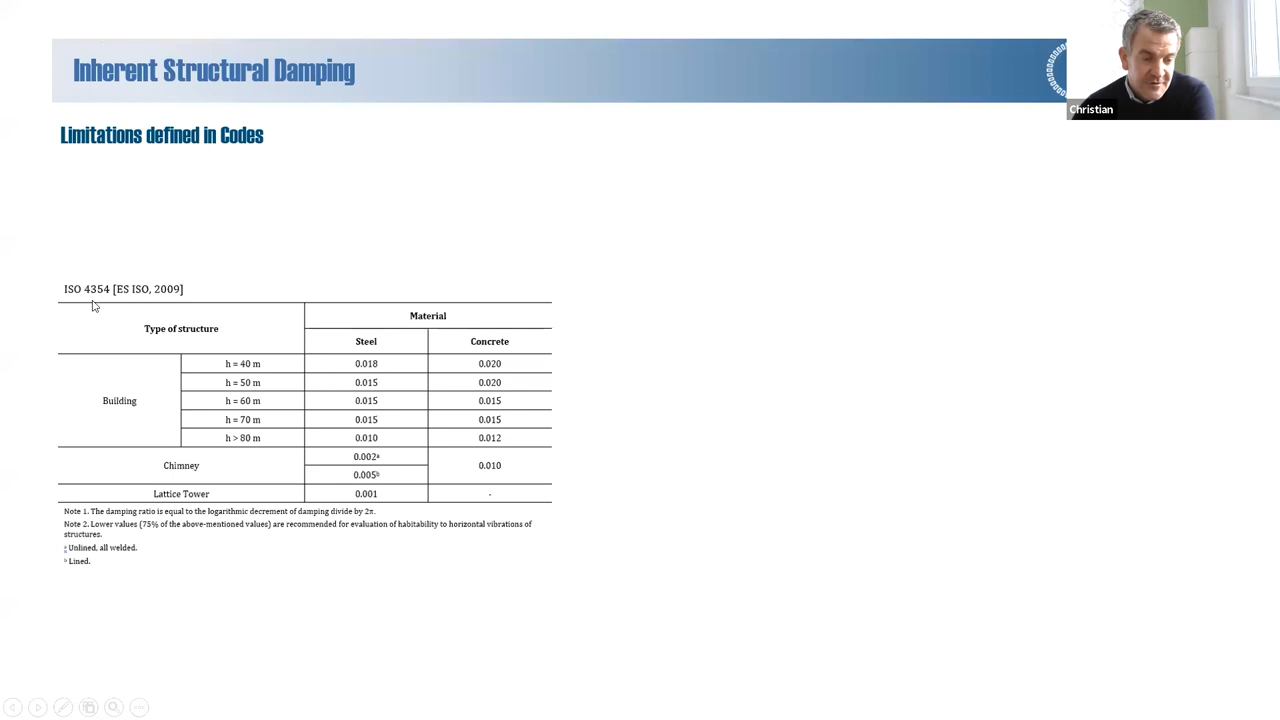 Inherent Structural Damping
Christian
Limitations defined in Codes
ISO 4354 [ES ISO, 2009]
Type of structure
Material
Steel
Concrete
Building
h = 40 m 0.018 0.020
h = 50 m 0.015 0.020
h = 60 m 0.015 0.015
h = 70 m 0.015 0.015
h > 80 m 0.010 0.012
Chimney
0.002ᵃ
0.005ᵇ
0.010
Lattice Tower 0.001 -
Note 1. The damping ratio is equal to the logarithmic decrement of damping divide by 2π.
Note 2. Lower values (75% of the above-mentioned values) are recommended for evaluation of habitability to horizontal vibrations of
structures.
ᵃ Unlined, all welded.
ᵇ Lined.